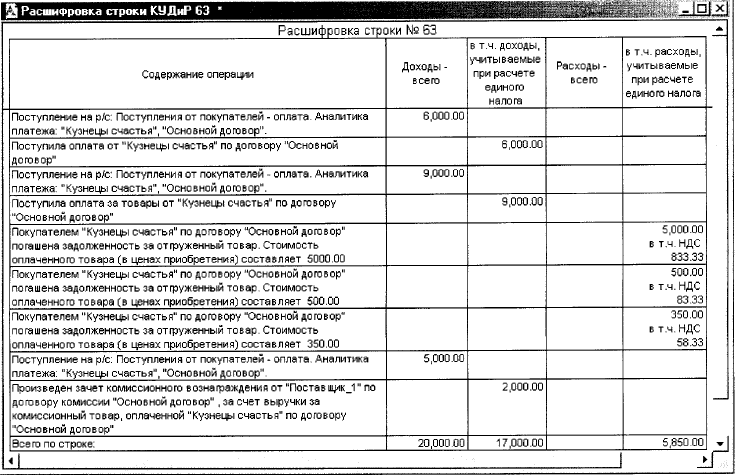 Расшифровка строки КУДиР 63 *
Расшифровка строки № 63
Содержание операции
Доходы -
всего
в т.ч. доходы,
учитываемые
при расчете
единого
налога
Расходы -
всего
в т.ч. расходы,
учитываемые
при расчете
единого налога
Поступление на р/с: Поступления от покупателей - оплата. Аналитика
платежа: "Кузнецы счастья", "Основной договор".
6,000.00
Поступила оплата от "Кузнецы счастья" по договору "Основной
договор"
6,000.00
Поступление на р/с: Поступления от покупателей - оплата. Аналитика
платежа: "Кузнецы счастья", "Основной договор".
9,000.00
Поступила оплата за товары от "Кузнецы счастья" по договору
"Основной договор"
9,000.00
Покупателем "Кузнецы счастья" по договору "Основной договор"
погашена задолженность за отгруженный товар. Стоимость
оплаченного товара (в ценах приобретения) составляет 5000.00
5,000.00
в т.ч. НДС
833.33
Покупателем "Кузнецы счастья" по договору "Основной договор"
погашена задолженность за отгруженный товар. Стоимость
оплаченного товара (в ценах приобретения) составляет 500.00
500.00
в т.ч. НДС
83.33
Покупателем "Кузнецы счастья" по договору "Основной договор"
погашена задолженность за отгруженный товар. Стоимость
оплаченного товара (в ценах приобретения) составляет 350.00
350.00
в т.ч. НДС
58.33
Поступление на р/с: Поступления от покупателей - оплата. Аналитика
платежа: "Кузнецы счастья", "Основной договор".
5,000.00
Произведен зачет комиссионного вознаграждения от "Поставщик_1" по
договору комиссии "Основной договор" , за счет выручки за
комиссионный товар, оплаченной "Кузнецы счастья" по договору
"Основной договор"
2,000.00
Всего по строке:
20,000.00
17,000.00
5,850.00